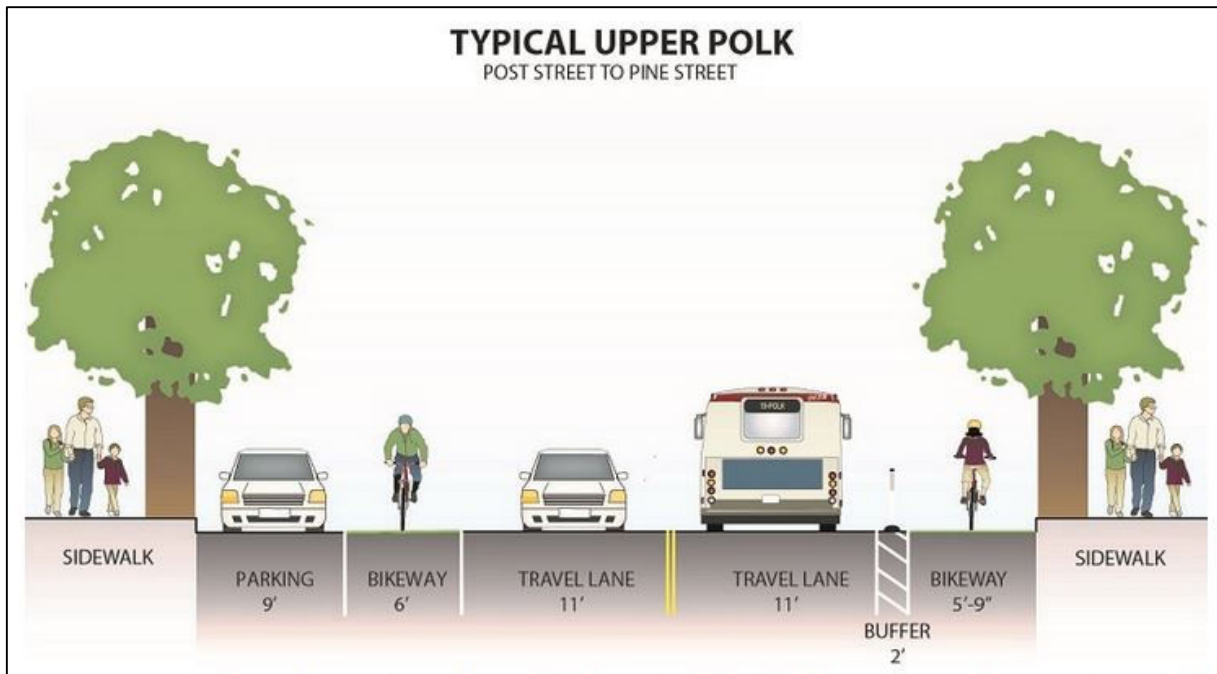 TYPICAL UPPER POLK
POST STREET TO PINE STREET
19-POLK
SIDEWALK
PARKING
9'
BIKEWAY
6'
TRAVEL LANE
11'
TRAVEL LANE
11'
BUFFER
2'
BIKEWAY
5'-9"
SIDEWALK